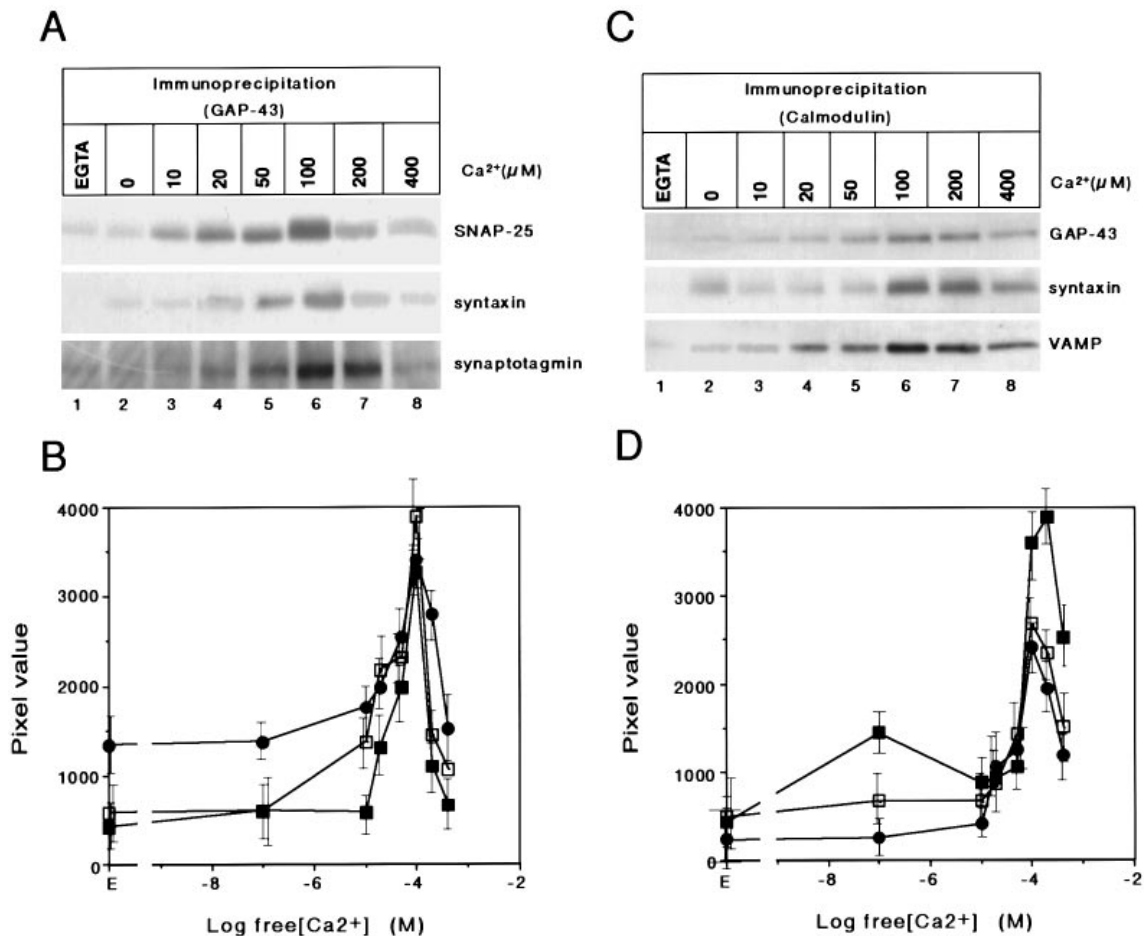 A
Immunoprecipitation
(GAP-43)
EGTA 0 10 20 50 100 200 400 Ca²⁺(μM)
SNAP-25
syntaxin
synaptotagmin
1 2 3 4 5 6 7 8
C
Immunoprecipitation
(Calmodulin)
EGTA 0 10 20 50 100 200 400 Ca²⁺(μM)
GAP-43
syntaxin
VAMP
1 2 3 4 5 6 7 8
B
Pixel value
4000
3000
2000
1000
0
E -8 -6 -4 -2
Log free[Ca2+] (M)
D
Pixel value
4000
3000
2000
1000
0
E -8 -6 -4 -2
Log free[Ca2+] (M)